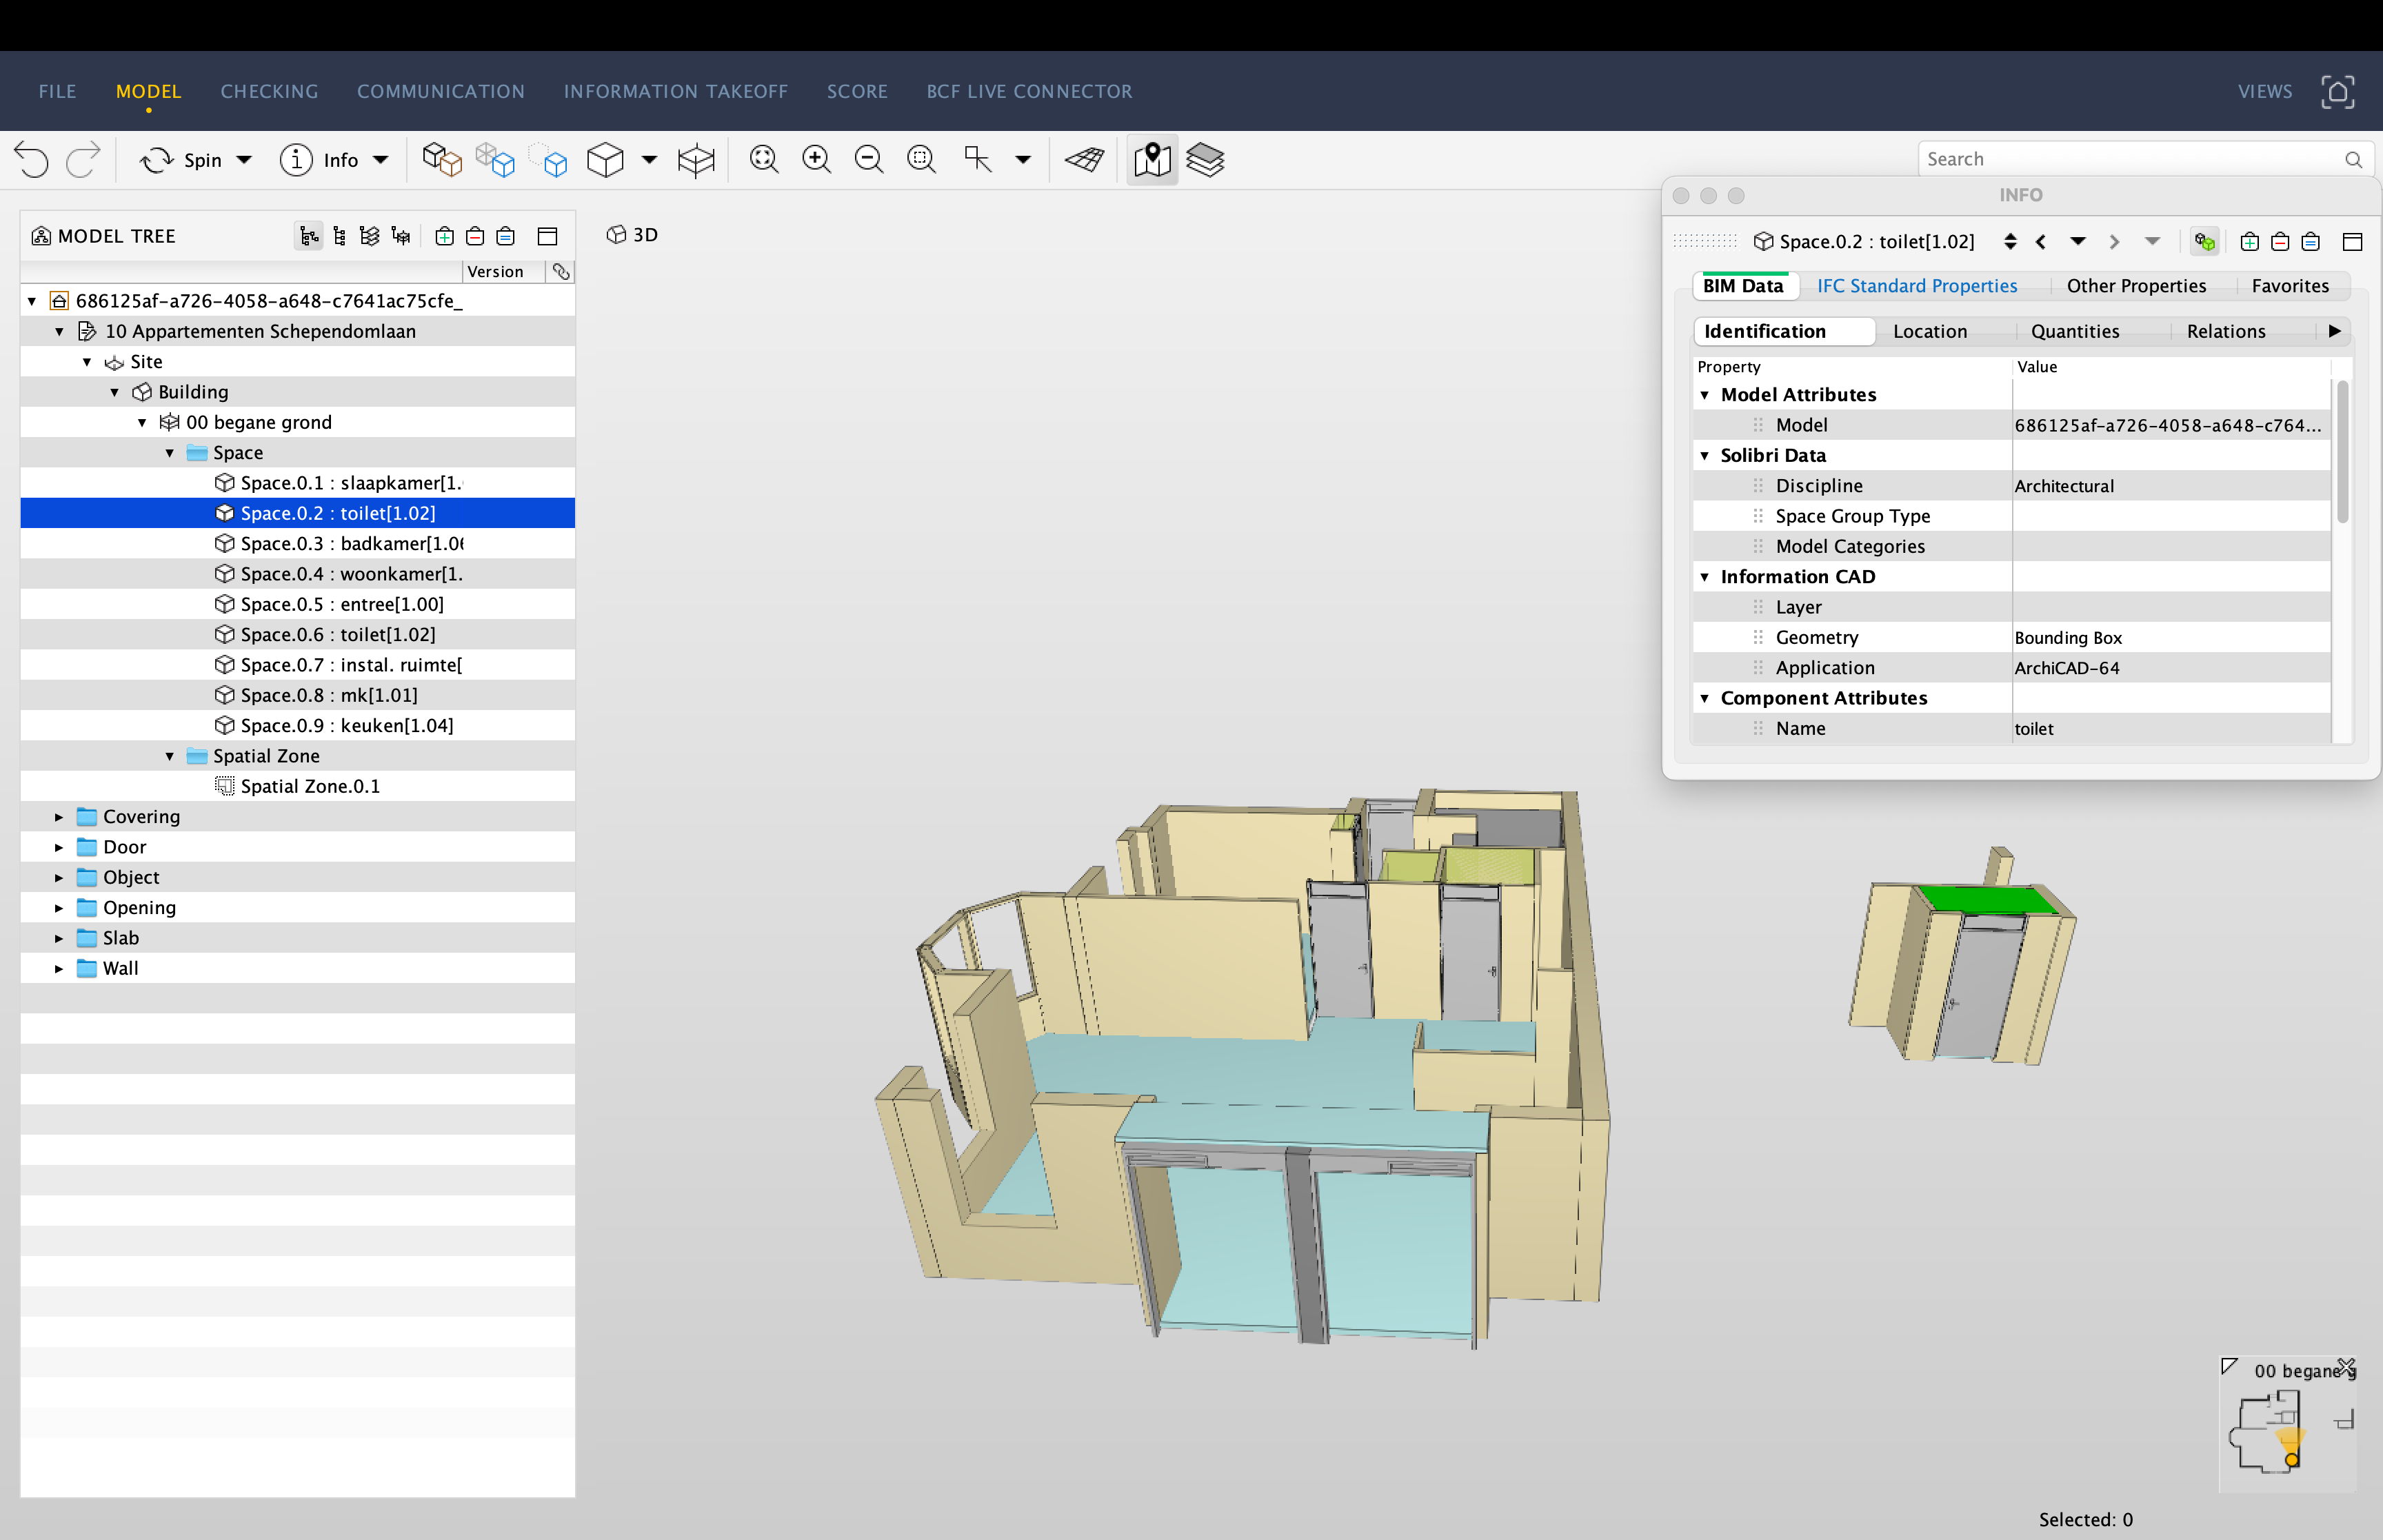 FILE MODEL CHECKING COMMUNICATION INFORMATION TAKEOFF SCORE BCF LIVE CONNECTOR VIEWS
Spin Info Search
INFO
MODEL TREE
3D
Space.0.2 : toilet[1.02]
Version
BIM Data IFC Standard Properties Other Properties Favorites
686125af-a726-4058-a648-c7641ac75cfe_
10 Appartementen Schependomlaan
Site
Building
00 begane grond
Space
Space.0.1 : slaapkamer[1.
Space.0.2 : toilet[1.02]
Space.0.3 : badkamer[1.06
Space.0.4 : woonkamer[1.
Space.0.5 : entree[1.00]
Space.0.6 : toilet[1.02]
Space.0.7 : instal. ruimte[
Space.0.8 : mk[1.01]
Space.0.9 : keuken[1.04]
Spatial Zone
Spatial Zone.0.1
Covering
Door
Object
Opening
Slab
Wall
Identification Location Quantities Relations
Property Value
Model Attributes
Model 686125af-a726-4058-a648-c764...
Solibri Data
Discipline Architectural
Space Group Type
Model Categories
Information CAD
Layer
Geometry Bounding Box
Application ArchiCAD-64
Component Attributes
Name toilet
00 begane g
Selected: 0